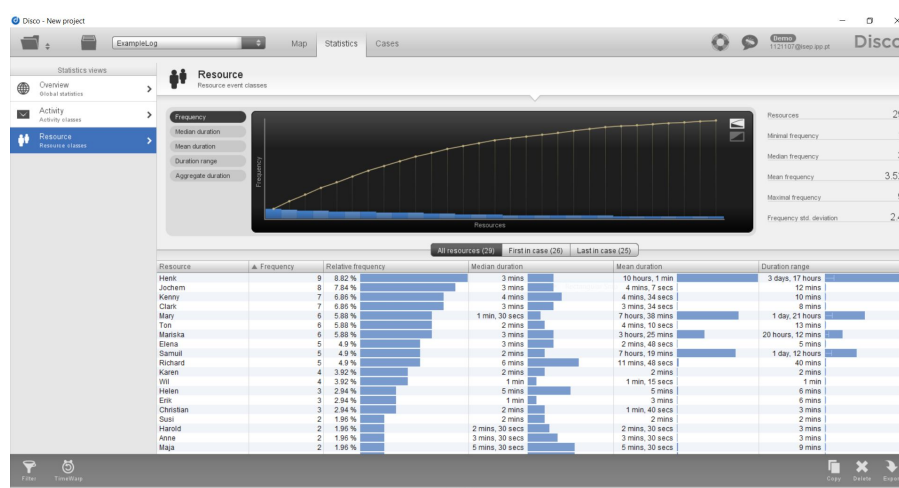 Disco - New project
ExampleLog
Map Statistics Cases
Demo
1121107@isep.ipp.pt
Disco
Statistics views
Overview
Global statistics
Activity
Activity classes
Resource
Resource classes
Resource
Resource event classes
Frequency
Median duration
Mean duration
Duration range
Aggregate duration
Frequency
Resources
Resources 29
Minimal frequency
Median frequency
Mean frequency 3.52
Maximal frequency
Frequency std. deviation 2.4
All resources (29) First in case (26) Last in case (25)
Resource ▲ Frequency Relative frequency Median duration Mean duration Duration range
Henk 9 8.82 % 3 mins 10 hours, 1 min 3 days, 17 hours
Jochem 8 7.84 % 3 mins 4 mins, 7 secs 12 mins
Kenny 7 6.86 % 4 mins 4 mins, 34 secs 10 mins
Clark 7 6.86 % 3 mins 3 mins, 34 secs 8 mins
Mary 6 5.88 % 1 min, 30 secs 7 hours, 38 mins 1 day, 21 hours
Ton 6 5.88 % 2 mins 4 mins, 10 secs 13 mins
Mariska 6 5.88 % 3 mins 3 hours, 25 mins 20 hours, 12 mins
Elena 5 4.9 % 3 mins 2 mins, 48 secs 5 mins
Samuil 5 4.9 % 2 mins 7 hours, 19 mins 1 day, 12 hours
Richard 5 4.9 % 6 mins 11 mins, 48 secs 40 mins
Karen 4 3.92 % 2 mins 2 mins 2 mins
Wil 4 3.92 % 1 min 1 min, 15 secs 1 min
Helen 3 2.94 % 5 mins 5 mins 6 mins
Erik 3 2.94 % 1 min 3 mins 6 mins
Christian 3 2.94 % 2 mins 1 min, 40 secs 3 mins
Susi 2 1.96 % 2 mins 2 mins 2 mins
Harold 2 1.96 % 2 mins, 30 secs 2 mins, 30 secs 3 mins
Anne 2 1.96 % 3 mins, 30 secs 3 mins, 30 secs 3 mins
Maja 2 1.96 % 5 mins, 30 secs 5 mins, 30 secs 9 mins
Filter TimeWarp Copy Delete Export